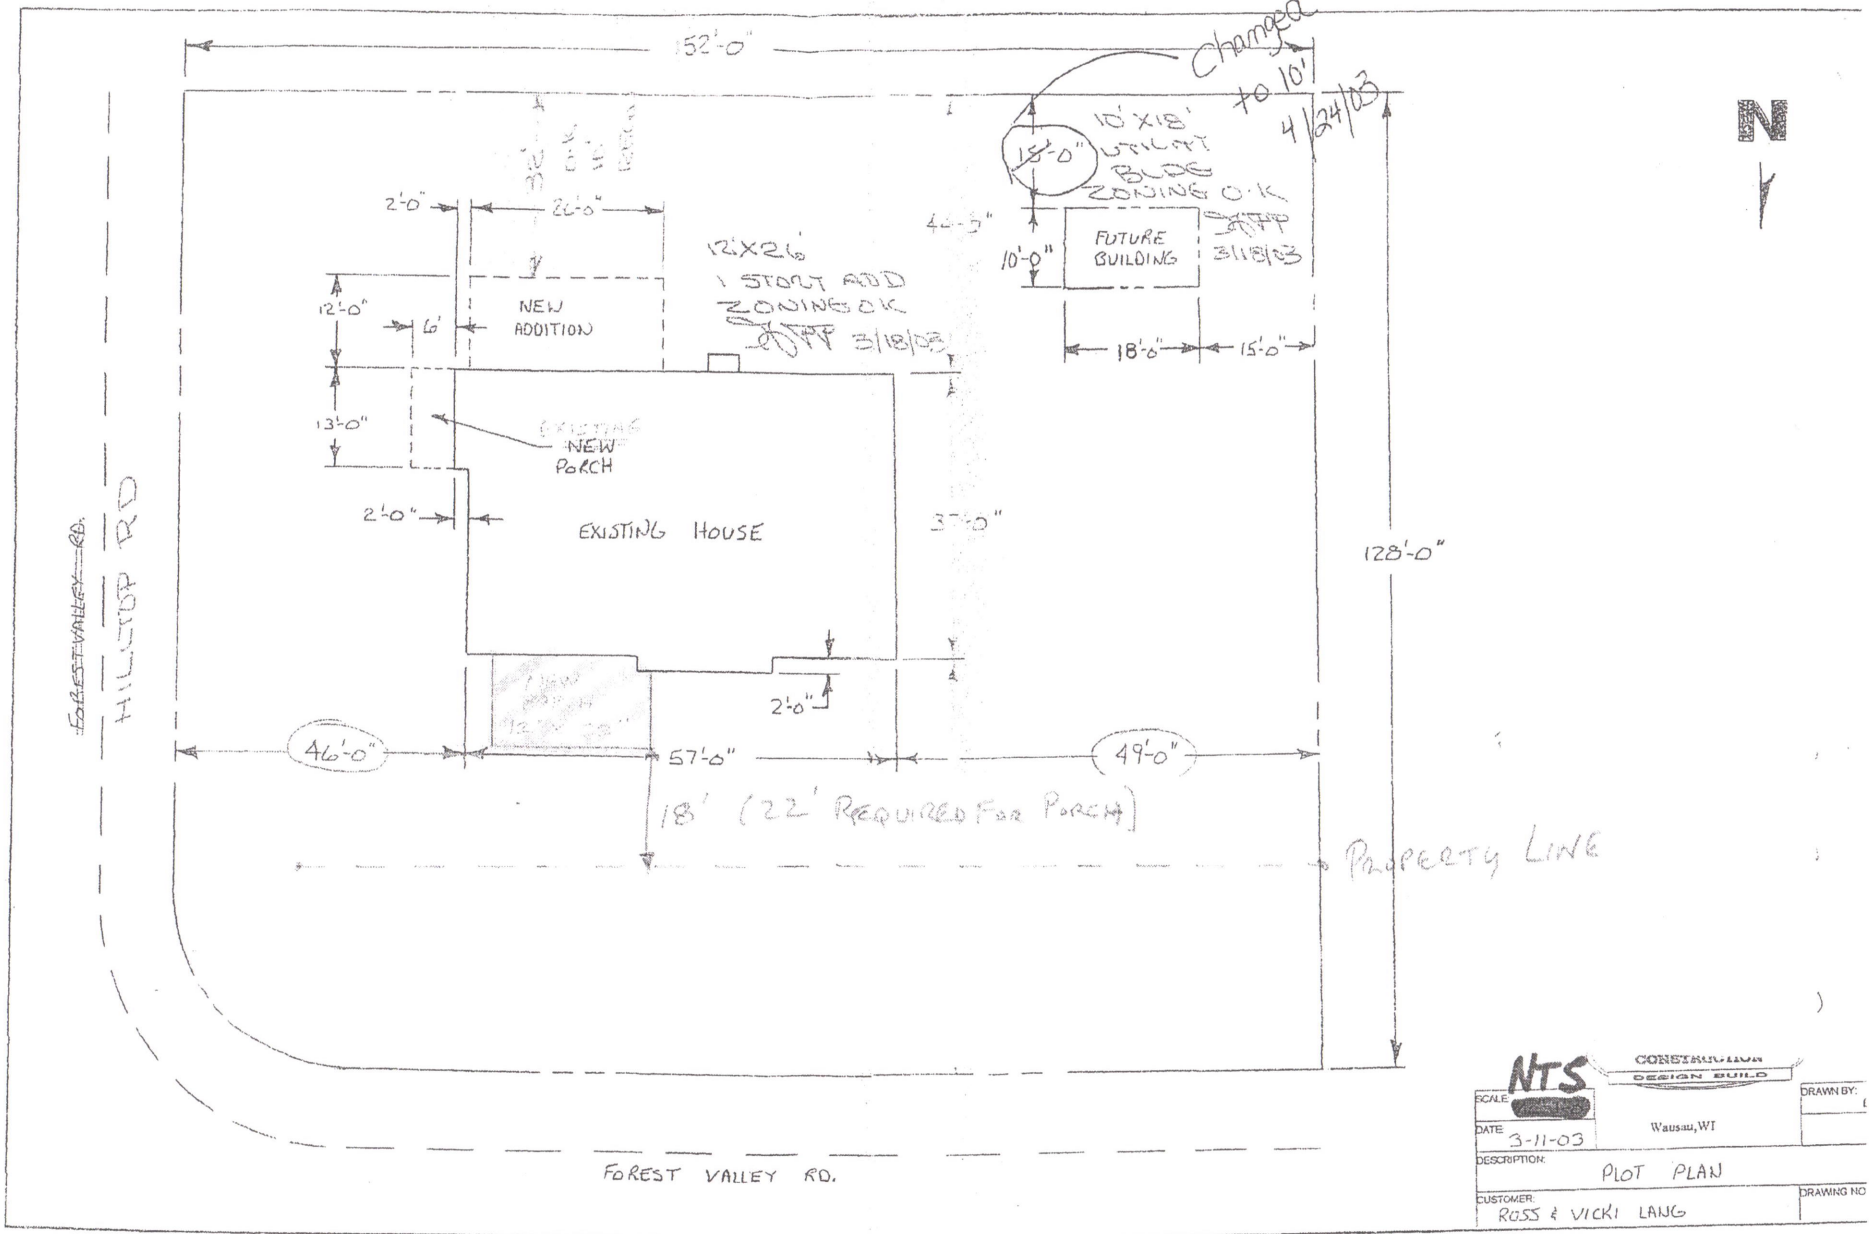 152'-0"
Changed
to 10'
4/24/03
N
15'-0"
10'X18'
UTILITY
BLDG
ZONING O.K
3/18/03
2'-0"
26'-0"
12'X26'
1 STORY ADD
ZONING OK
3/18/03
10'-0"
FUTURE
BUILDING
12'-0"
6'
NEW
ADDITION
18'-0"
15'-0"
13'-0"
EXISTING
NEW
PORCH
2'-0"
EXISTING HOUSE
37'-0"
128'-0"
FOREST VALLEY RD.
HILLTOP RD
NEW
2'-0"
46'-0"
57'-0"
49'-0"
18' (22' REQUIRED FOR PORCH)
PROPERTY LINE
FOREST VALLEY RD.
CONSTRUCTION
DESIGN BUILD
SCALE NTS
DRAWN BY:
DATE 3-11-03
Wausau, WI
DESCRIPTION:
PLOT PLAN
CUSTOMER:
ROSS & VICKI LANG
DRAWING NO